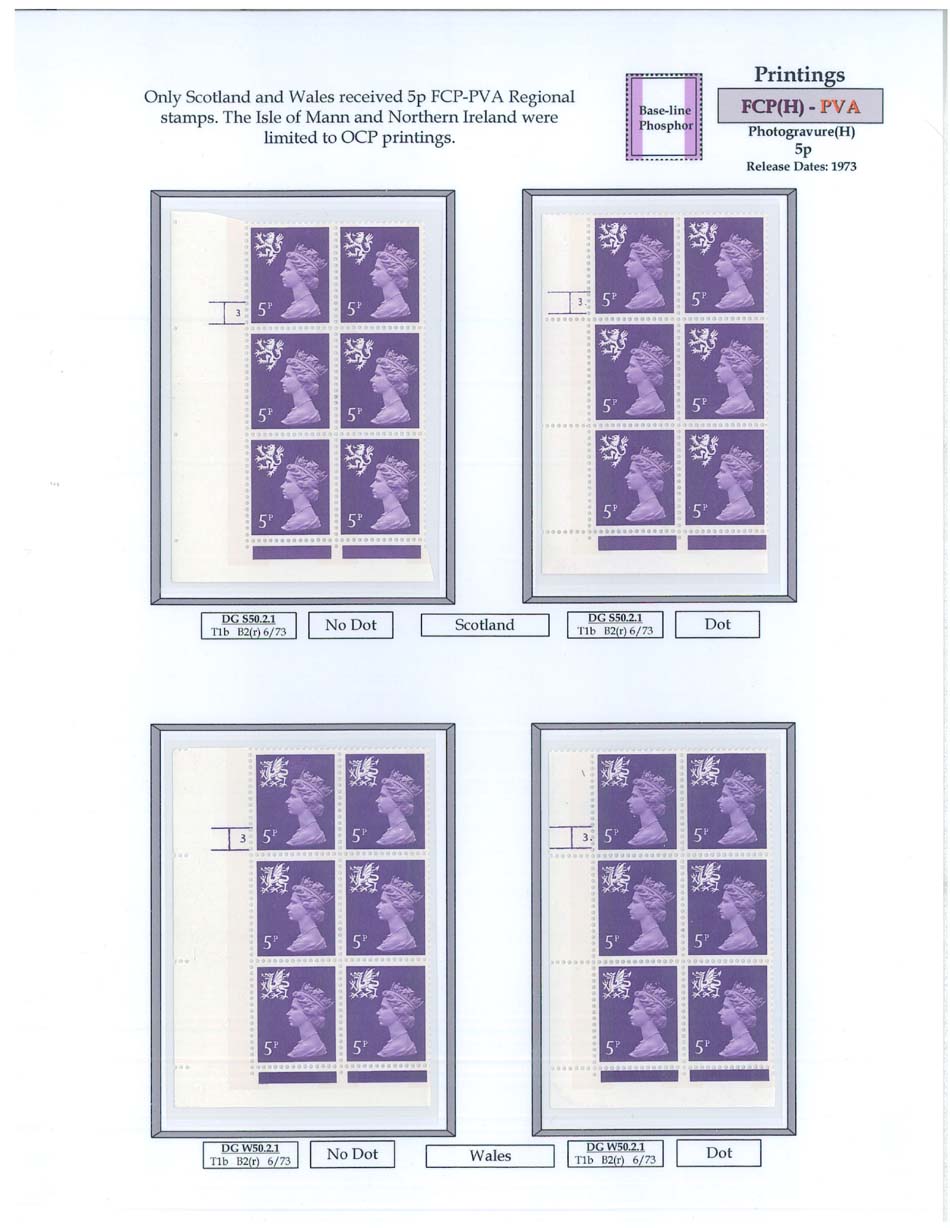 Only Scotland and Wales received 5p FCP-PVA Regional
stamps. The Isle of Mann and Northern Ireland were
limited to OCP printings.
Base-line
Phosphor
Printings
FCP(H) - PVA
Photogravure(H)
5p
Release Dates: 1973
5P 5P
3
5P 5P
5P 5P
5P 5P
3.
5P 5P
5P 5P
DG S50.2.1
T1b B2(r) 6/73
No Dot
Scotland
DG S50.2.1
T1b B2(r) 6/73
Dot
5P 5P
3
5P 5P
5P 5P
5P 5P
3.
5P 5P
5P 5P
DG W50.2.1
T1b B2(r) 6/73
No Dot
Wales
DG W50.2.1
T1b B2(r) 6/73
Dot